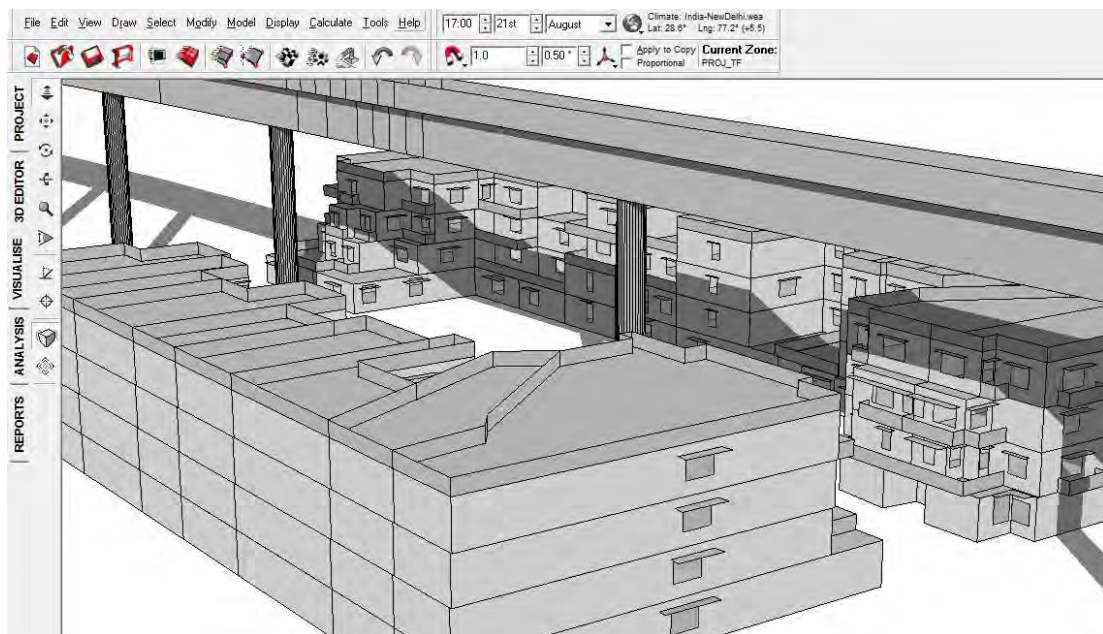 File Edit View Draw Select Modify Model Display Calculate Tools Help
17:00 21st August
Climate: India-NewDelhi.wea
Lat: 28.6° Lng: 77.2° (+5.5)
1.0 0.50 °
Apply to Copy
Proportional
Current Zone:
PROJ_TF
PROJECT
3D EDITOR
VISUALISE
ANALYSIS
REPORTS